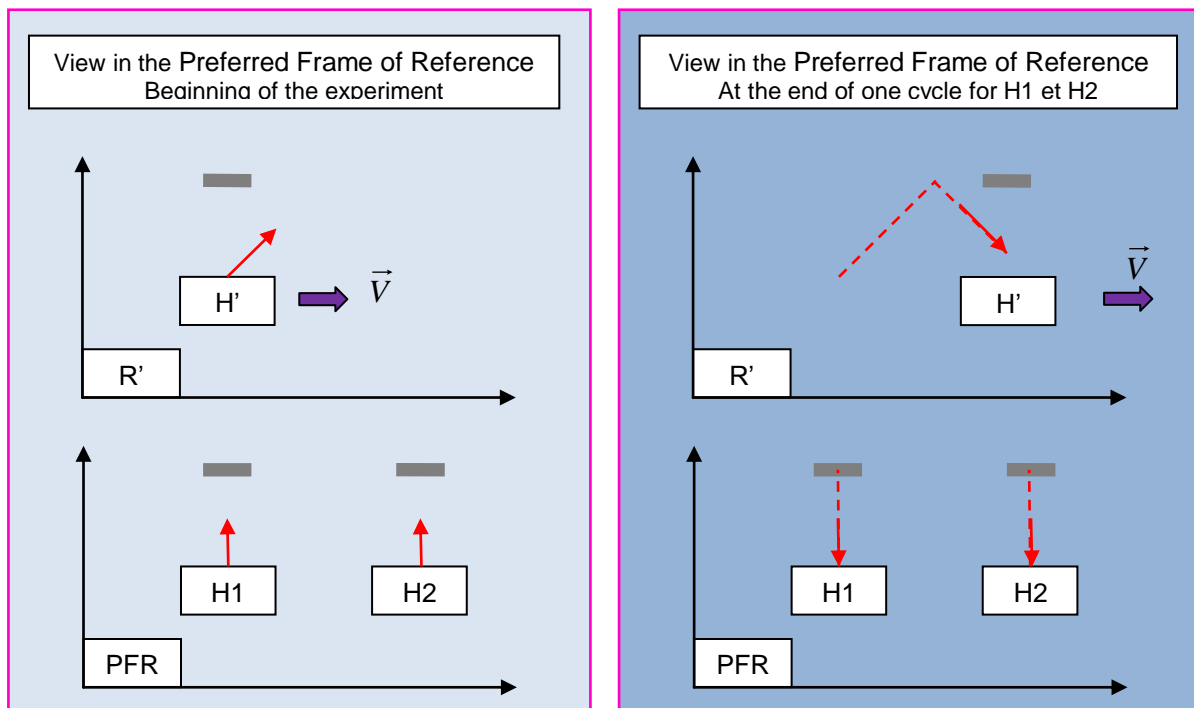 View in the Preferred Frame of Reference
Beginning of the experiment
V
H’
R’
H1
H2
PFR
View in the Preferred Frame of Reference
At the end of one cycle for H1 et H2
V
H’
R’
H1
H2
PFR